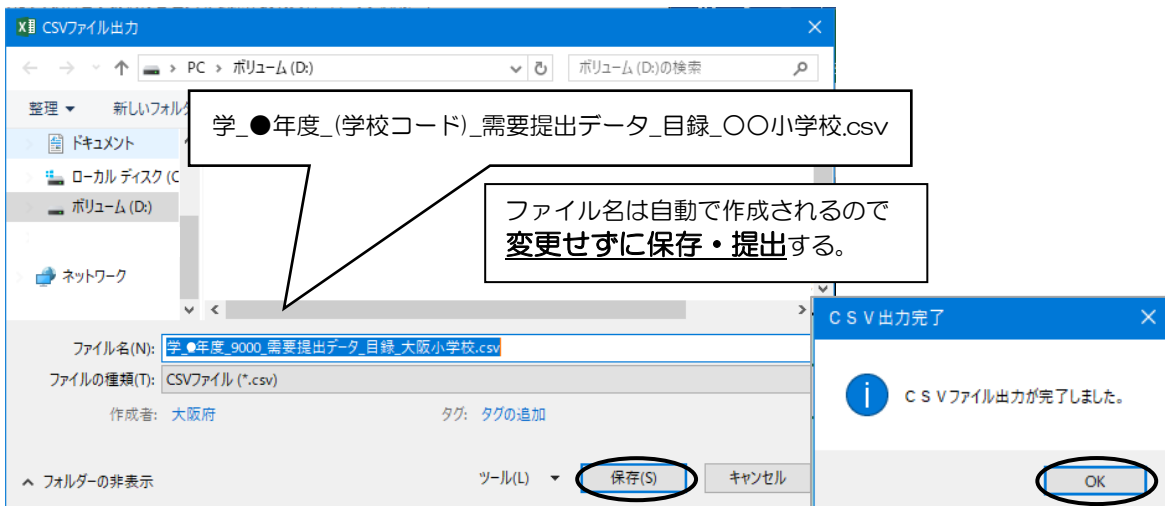 CSVファイル出力
PC › ボリューム (D:)
ボリューム (D:)の検索
整理
新しいフォル
学_●年度_(学校コード)_需要提出データ_目録_〇〇小学校.csv
ドキュメント
ローカル ディスク (C
ボリューム (D:)
ファイル名は自動で作成されるので
変更せずに保存・提出する。
ネットワーク
ファイル名(N): 学_●年度_9000_需要提出データ_目録_大阪小学校.csv
ファイルの種類(T): CSVファイル (*.csv)
作成者: 大阪府
タグ: タグの追加
フォルダーの非表示
ツール(L)
保存(S)
キャンセル
ＣＳＶ出力完了
ＣＳＶファイル出力が完了しました。
OK